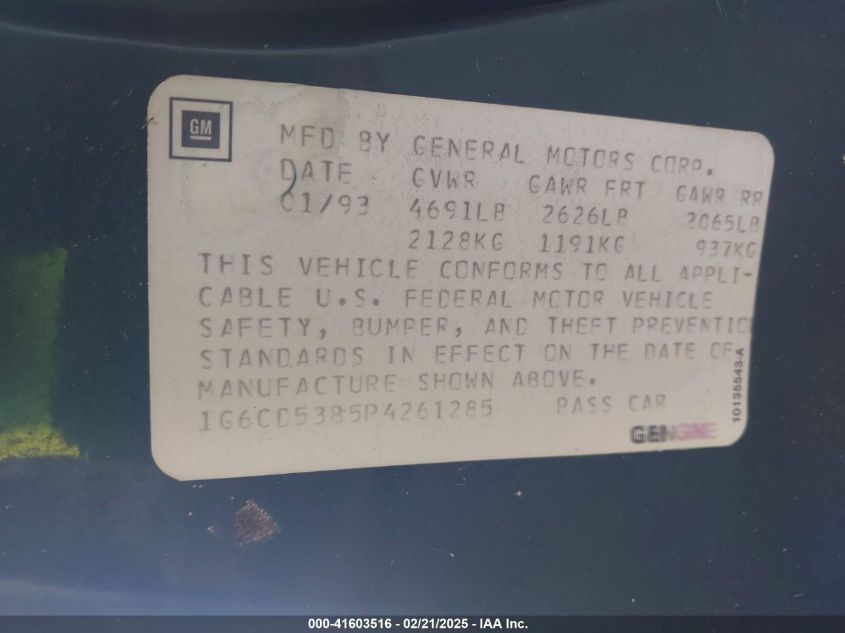 GM
MFD BY GENERAL MOTORS CORP.
DATE GVWR GAWR FRT GAWR RR
01/93 4691LB 2626LB 2065LB
2128KG 1191KG 937KG
THIS VEHICLE CONFORMS TO ALL APPLI-
CABLE U.S. FEDERAL MOTOR VEHICLE
SAFETY, BUMPER, AND THEFT PREVENTIO
STANDARDS IN EFFECT ON THE DATE OF
MANUFACTURE SHOWN ABOVE.
1G6CD53B5P4261285 PASS CAR
GENGNE
10135543-A
000-41603516 - 02/21/2025 - IAA Inc.